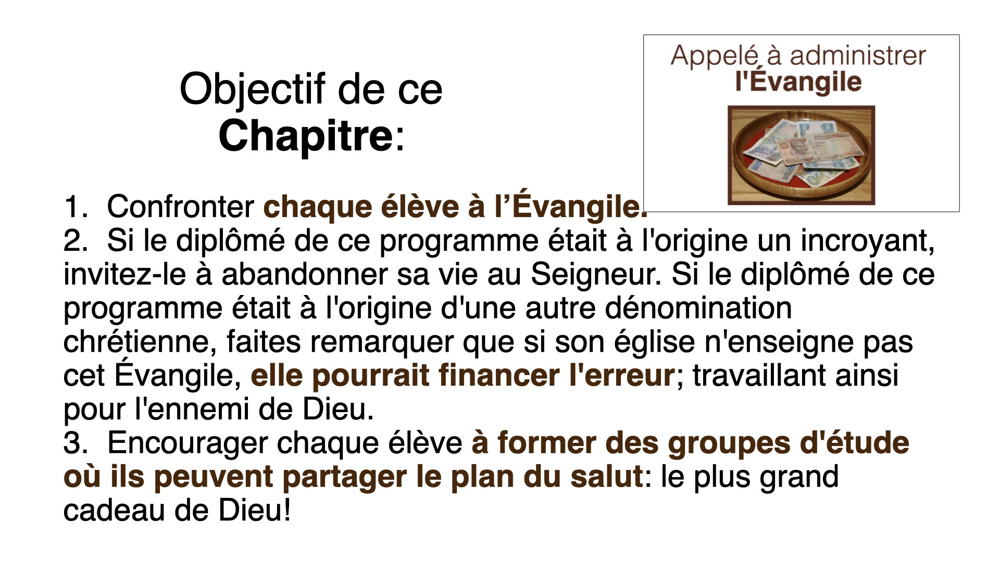 Objectif de ce
Chapitre:
Appelé à administrer
l'Évangile
1. Confronter chaque élève à l’Évangile.
2. Si le diplômé de ce programme était à l'origine un incroyant,
invitez-le à abandonner sa vie au Seigneur. Si le diplômé de ce
programme était à l'origine d'une autre dénomination
chrétienne, faites remarquer que si son église n'enseigne pas
cet Évangile, elle pourrait financer l'erreur; travaillant ainsi
pour l'ennemi de Dieu.
3. Encourager chaque élève à former des groupes d'étude
où ils peuvent partager le plan du salut: le plus grand
cadeau de Dieu!